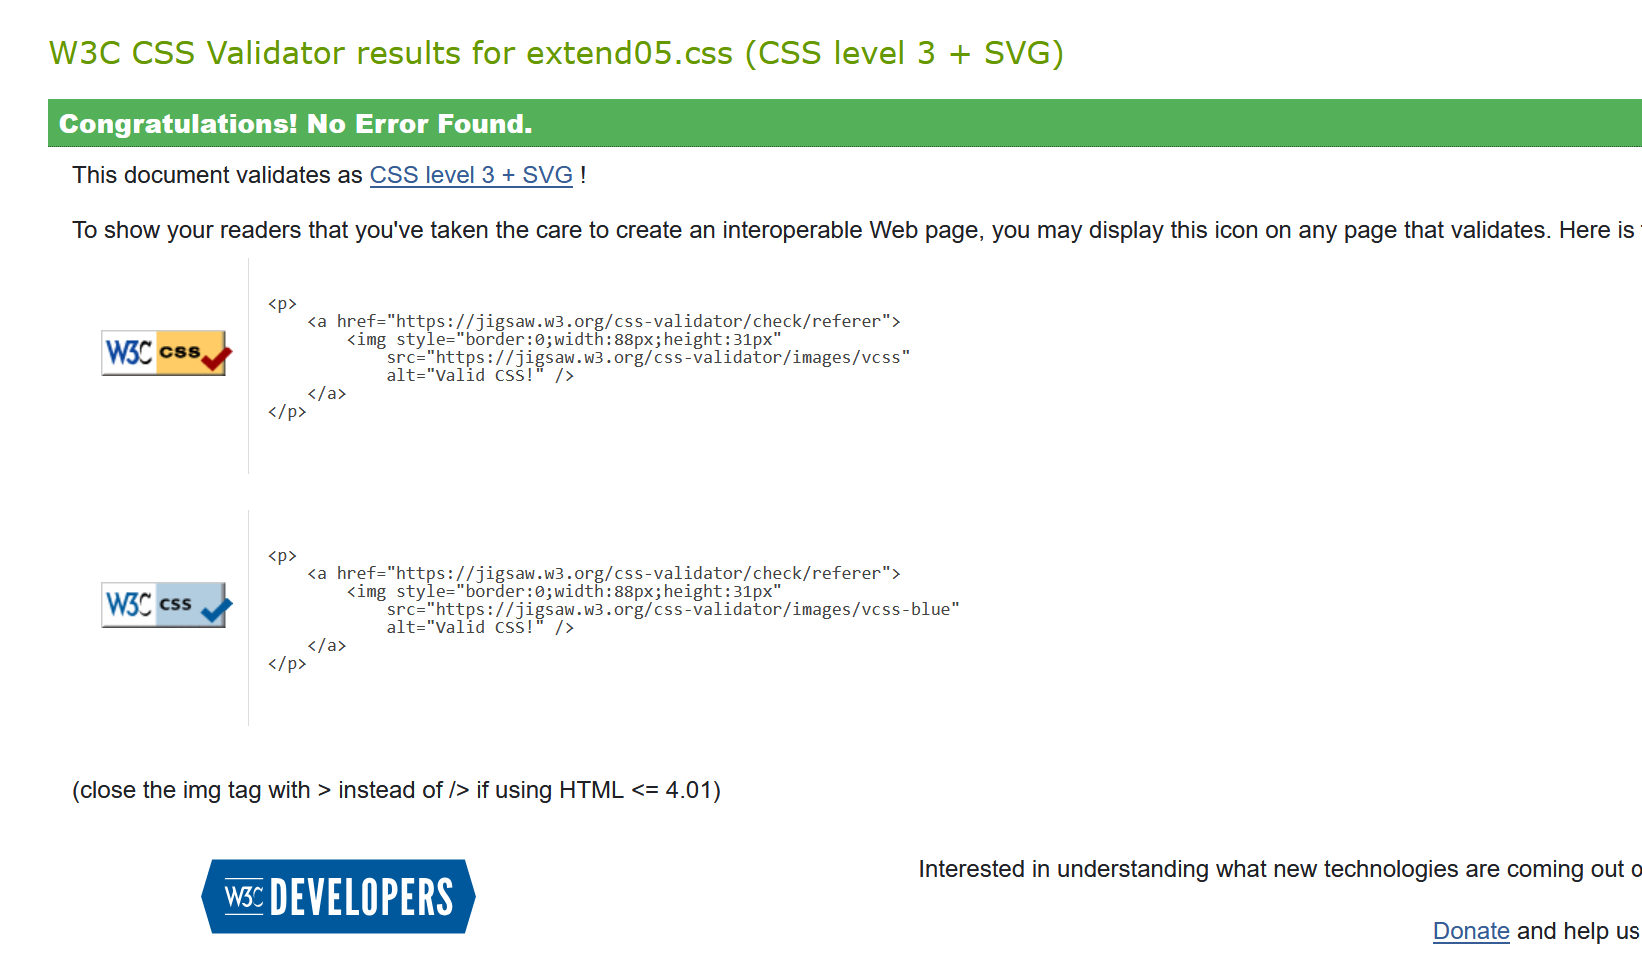 W3C CSS Validator results for extend05.css (CSS level 3 + SVG)
Congratulations! No Error Found.
This document validates as CSS level 3 + SVG !
To show your readers that you've taken the care to create an interoperable Web page, you may display this icon on any page that validates. Here is
W3C css
<p>
    <a href="https://jigsaw.w3.org/css-validator/check/referer">
        <img style="border:0;width:88px;height:31px"
            src="https://jigsaw.w3.org/css-validator/images/vcss"
            alt="Valid CSS!" />
    </a>
</p>
W3C css
<p>
    <a href="https://jigsaw.w3.org/css-validator/check/referer">
        <img style="border:0;width:88px;height:31px"
            src="https://jigsaw.w3.org/css-validator/images/vcss-blue"
            alt="Valid CSS!" />
    </a>
</p>
(close the img tag with > instead of /> if using HTML <= 4.01)
W3C DEVELOPERS
Interested in understanding what new technologies are coming out
Donate and help us